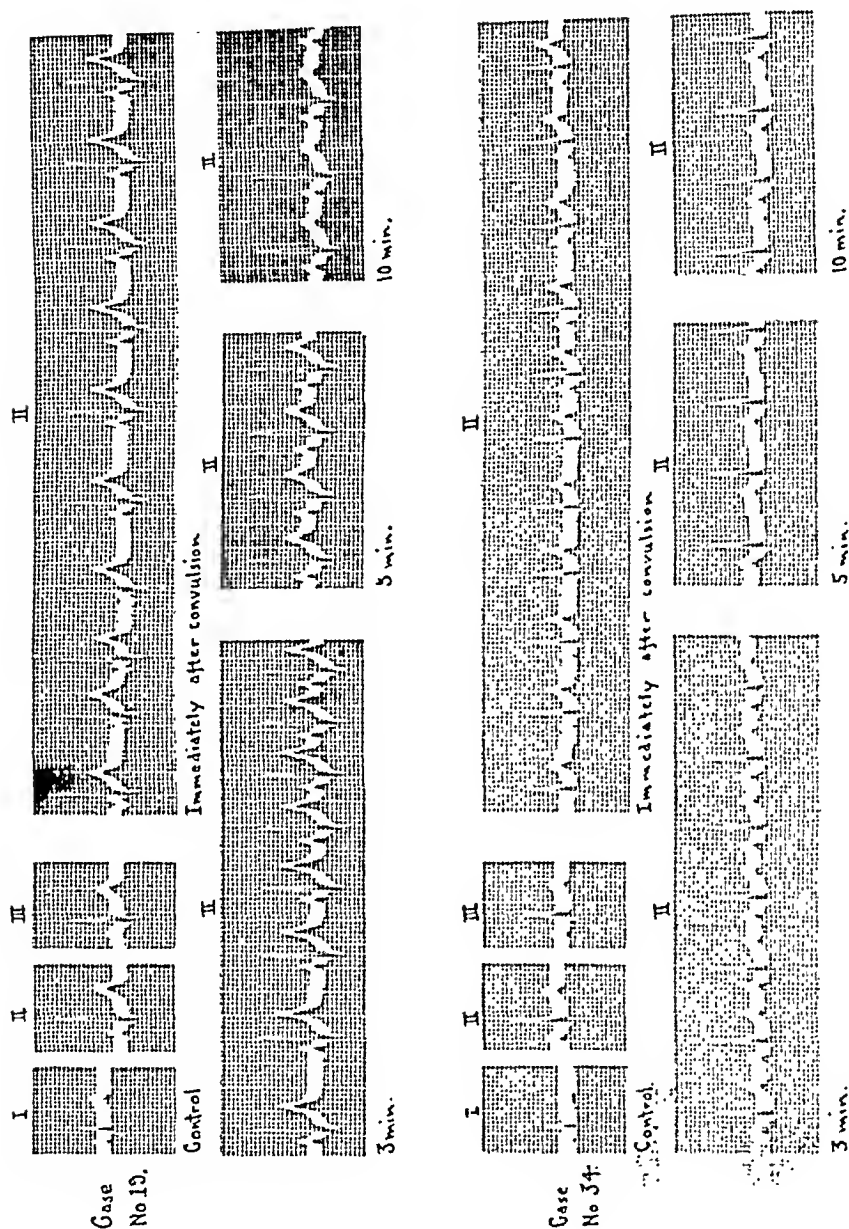 I II III II
Case
No 19.
Control Immediately after convulsion
II II II
3 min. 5 min. 10 min.
I II III II
Case
No 34.
Control. Immediately after convulsion
II II II
3 min. 5 min. 10 min.